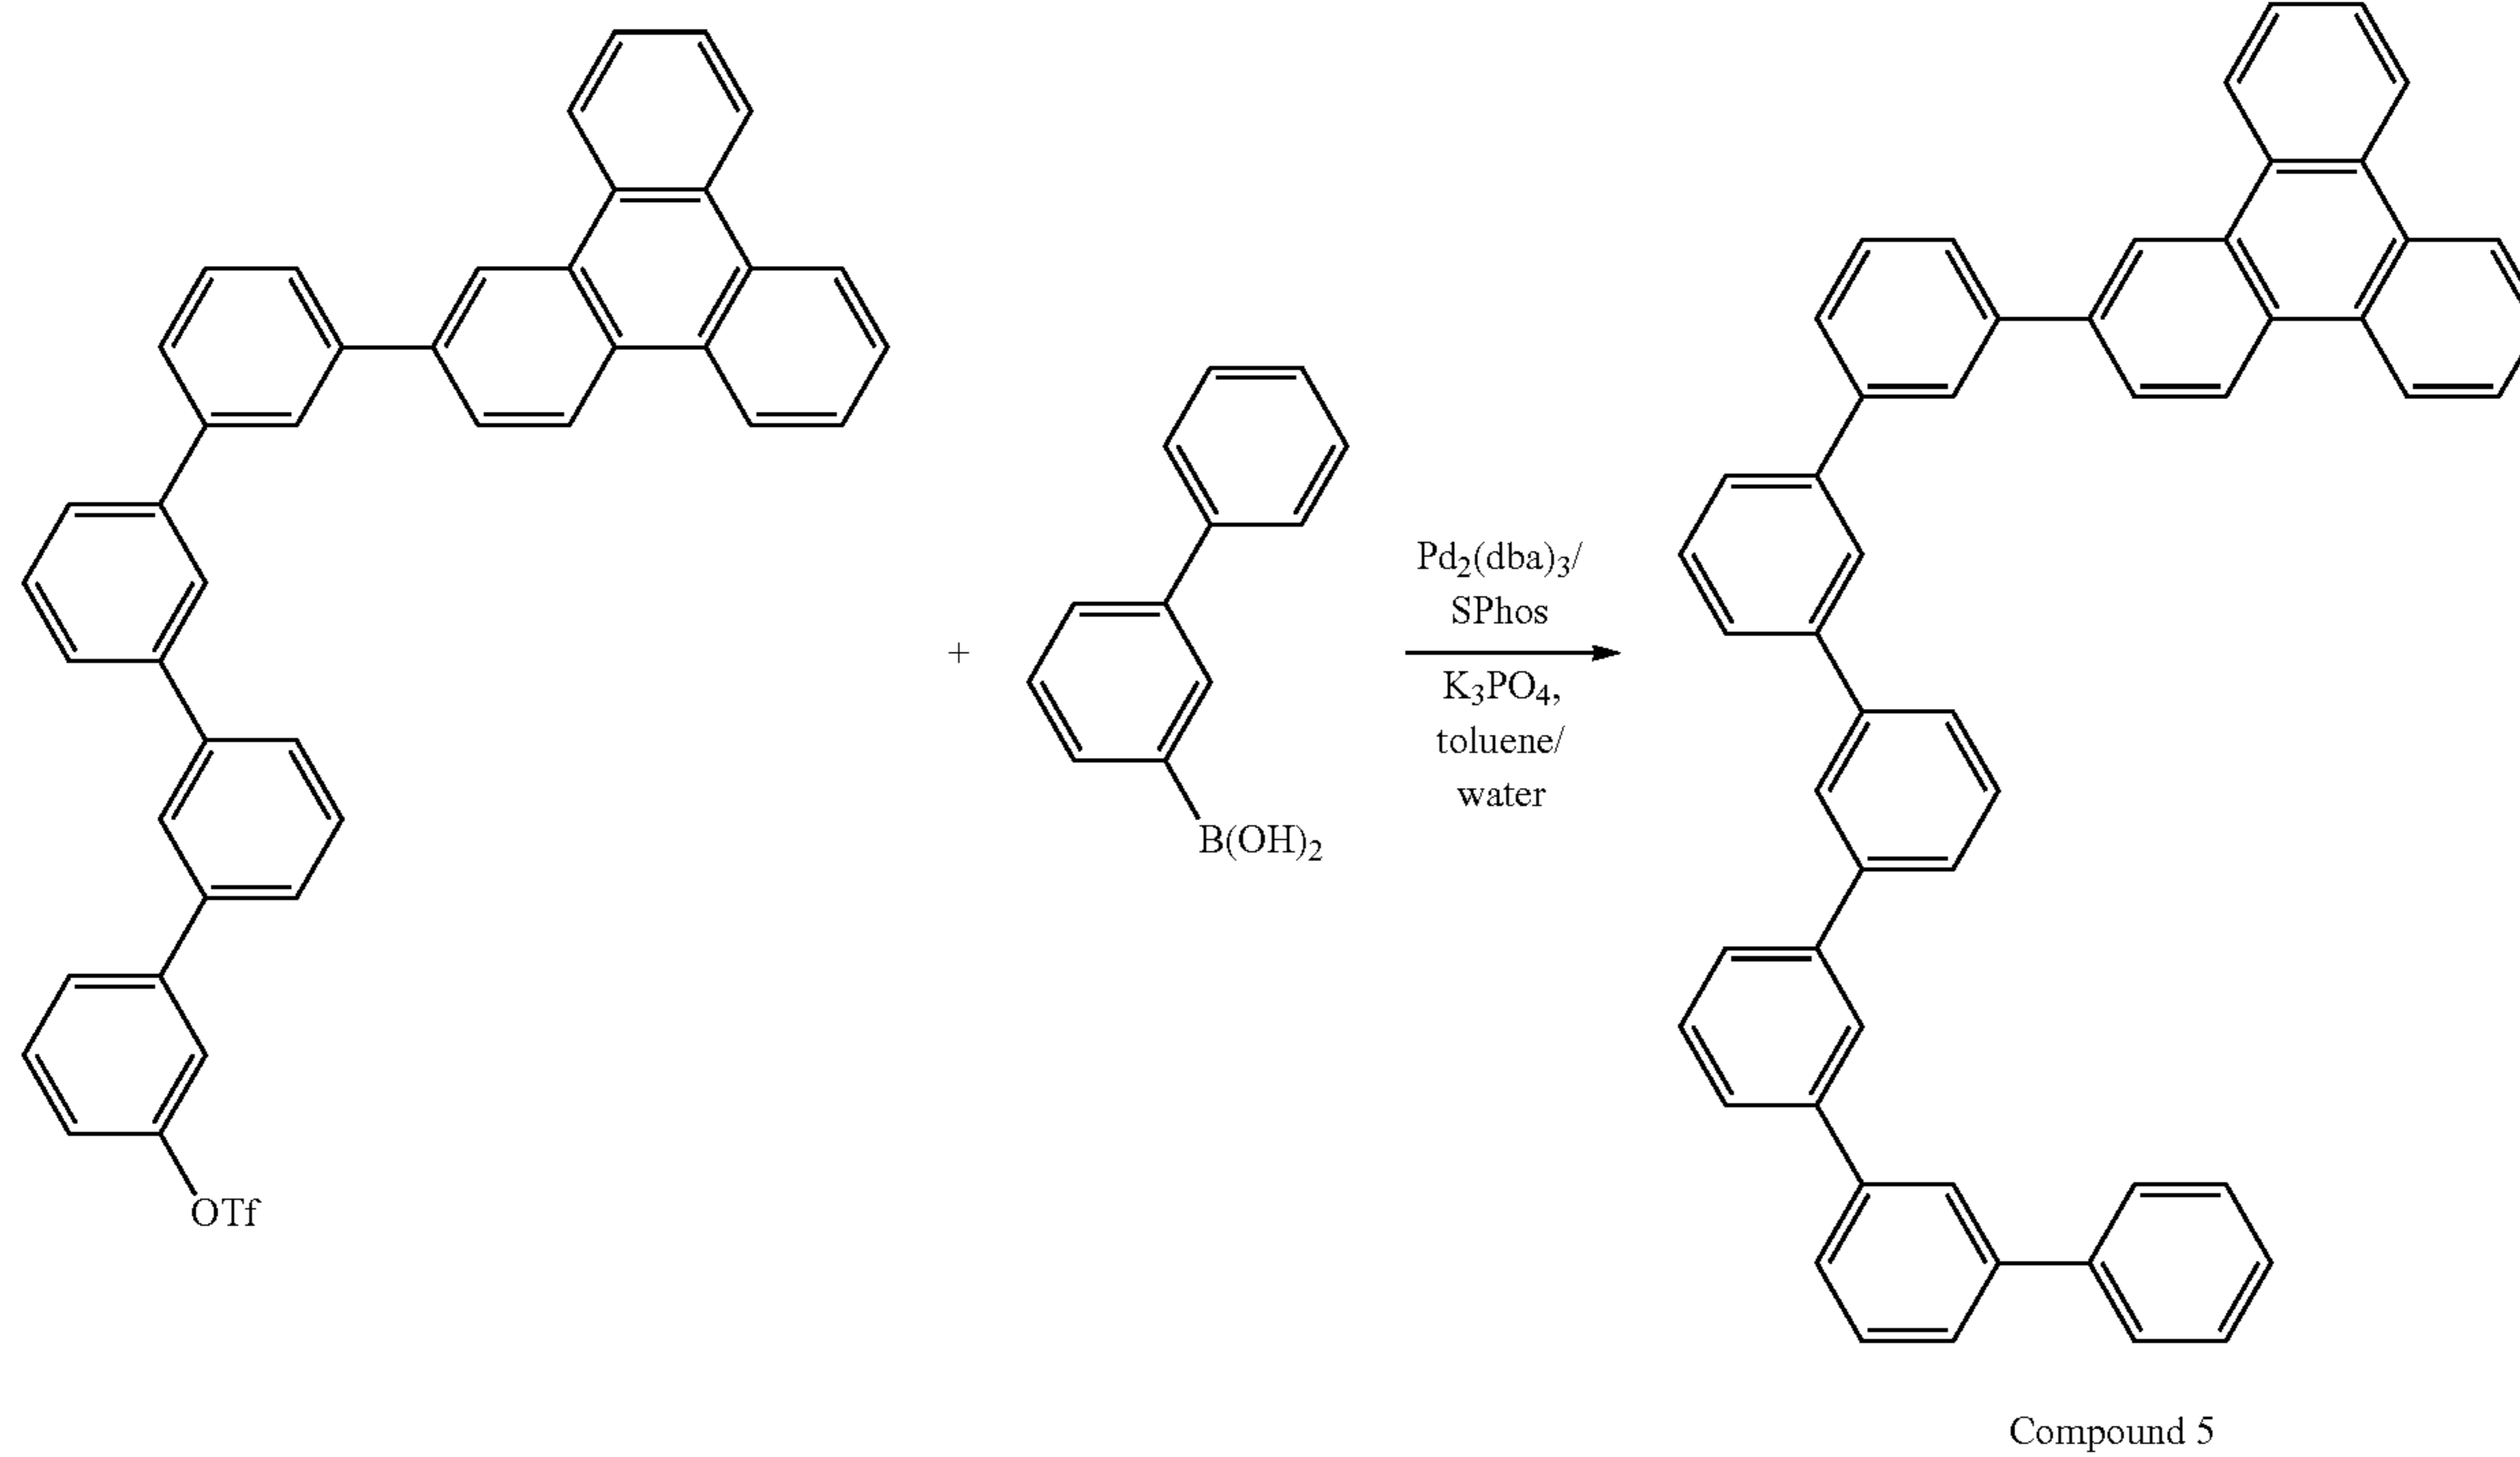 +
Pd₂(dba)₃/
SPhos
K₃PO₄,
toluene/
water
B(OH)₂
OTf
Compound 5